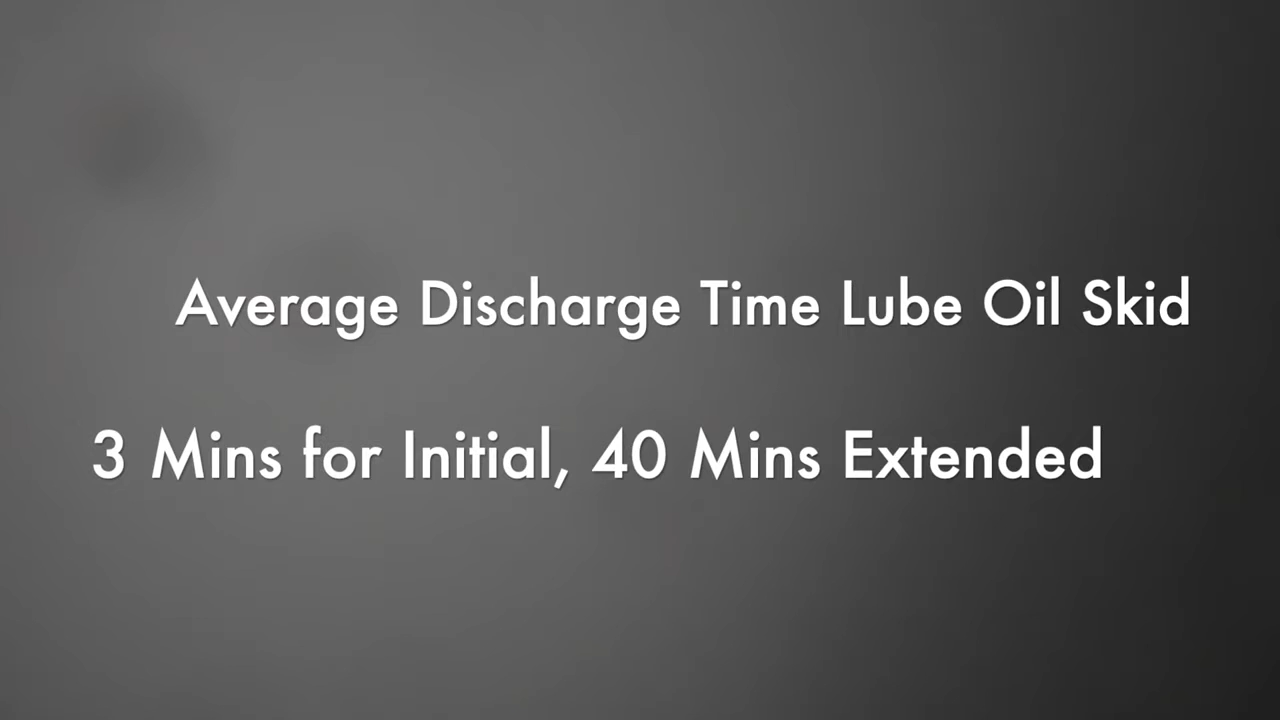 Average Discharge Time Lube Oil Skid
3 Mins for Initial, 40 Mins Extended